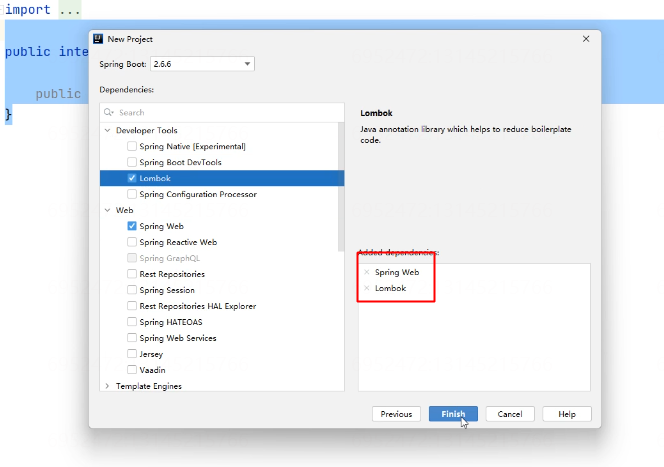 import ...
public inte
public
}
New Project
Spring Boot: 2.6.6
Dependencies:
Search
Developer Tools
Spring Native [Experimental]
Spring Boot DevTools
Lombok
Spring Configuration Processor
Web
Spring Web
Spring Reactive Web
Spring GraphQL
Rest Repositories
Spring Session
Rest Repositories HAL Explorer
Spring HATEOAS
Spring Web Services
Jersey
Vaadin
Template Engines
Lombok
Java annotation library which helps to reduce boilerplate
code.
Added dependencies:
Spring Web
Lombok
Previous
Finish
Cancel
Help